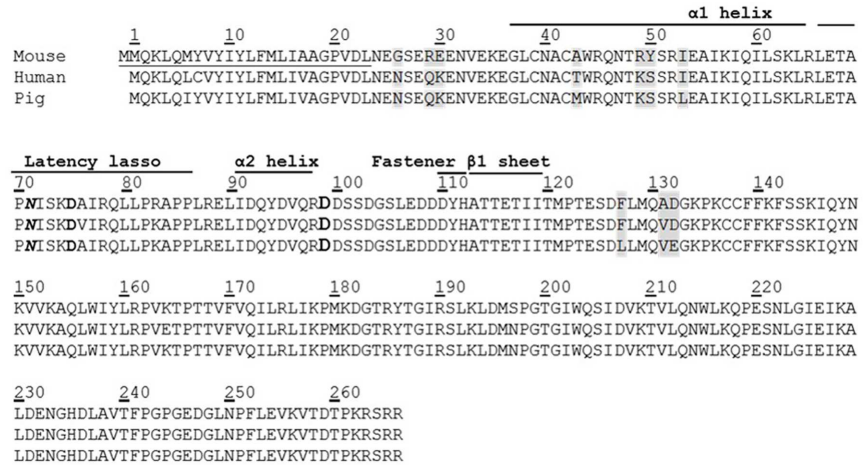 α1 helix
1 10 20 30 40 50 60
Mouse MMQKLQMYVYIYLFMLIAAGPVDLNEGSEREENVEKEGLCNACAWRQNTRYSRIEAIKIQILSKLRLETA
Human MQKLQLCVYIYLFMLIVAGPVDLNENSEQKENVEKEGLCNACTWRQNTKSSRIEAIKIQILSKLRLETA
Pig MQKLQIYVYIYLFMLIVAGPVDLNENSEQKENVEKEGLCNACMWRQNTKSSRLEAIKIQILSKLRLETA
Latency lasso α2 helix Fastener β1 sheet
70 80 90 100 110 120 130 140
PNISKDAIRQLLPRAPPLRELIDQYDVQRDDSSDGSLEDDDYHATTETIITMPTESDFLMQADGKPKCCFFKFSSKIQYN
PNISKDVIRQLLPKAPPLRELIDQYDVQRDDSSDGSLEDDDYHATTETIITMPTESDFLMQVDGKPKCCFFKFSSKIQYN
PNISKDAIRQLLPKAPPLRELIDQYDVQRDDSSDGSLEDDDYHATTETIITMPTESDLLMQVEGKPKCCFFKFSSKIQYN
150 160 170 180 190 200 210 220
KVVKAQLWIYLRPVKTPTTVFVQILRLIKPMKDGTRYTGIRSLKLDMSPGTGIWQSIDVKTVLQNWLKQPESNLGIEIKA
KVVKAQLWIYLRPVETPTTVFVQILRLIKPMKDGTRYTGIRSLKLDMNPGTGIWQSIDVKTVLQNWLKQPESNLGIEIKA
KVVKAQLWIYLRPVKTPTTVFVQILRLIKPMKDGTRYTGIRSLKLDMNPGTGIWQSIDVKTVLQNWLKQPESNLGIEIKA
230 240 250 260
LDENGHDLAVTFPGPGEDGLNPFLEVKVTDTPKRSRR
LDENGHDLAVTFPGPGEDGLNPFLEVKVTDTPKRSRR
LDENGHDLAVTFPGPGEDGLNPFLEVKVTDTPKRSRR